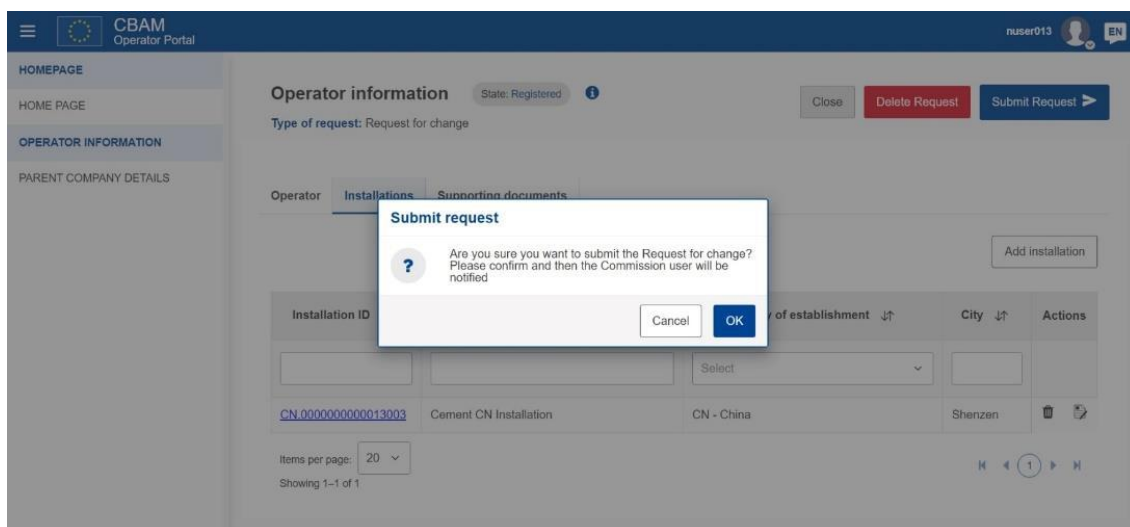 CBAM
Operator Portal
nuser013
EN
HOMEPAGE
HOME PAGE
OPERATOR INFORMATION
PARENT COMPANY DETAILS
Operator information
State: Registered
Close
Delete Request
Submit Request
Type of request: Request for change
Operator
Installations
Supporting documents
Submit request
Are you sure you want to submit the Request for change?
Please confirm and then the Commission user will be
notified
Cancel
OK
Add installation
Installation ID
of establishment
City
Actions
Select
CN.0000000000013003
Cement CN Installation
CN - China
Shenzen
Items per page: 20
1
Showing 1–1 of 1